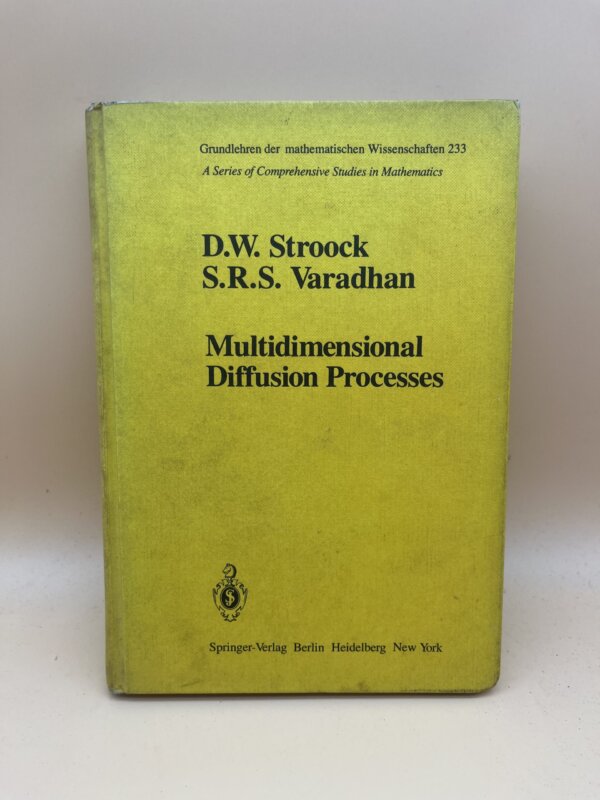 Grundlehren der mathematischen Wissenschaften 233
A Series of Comprehensive Studies in Mathematics
D.W. Stroock
S.R.S. Varadhan
Multidimensional
Diffusion Processes
Springer-Verlag Berlin Heidelberg New York